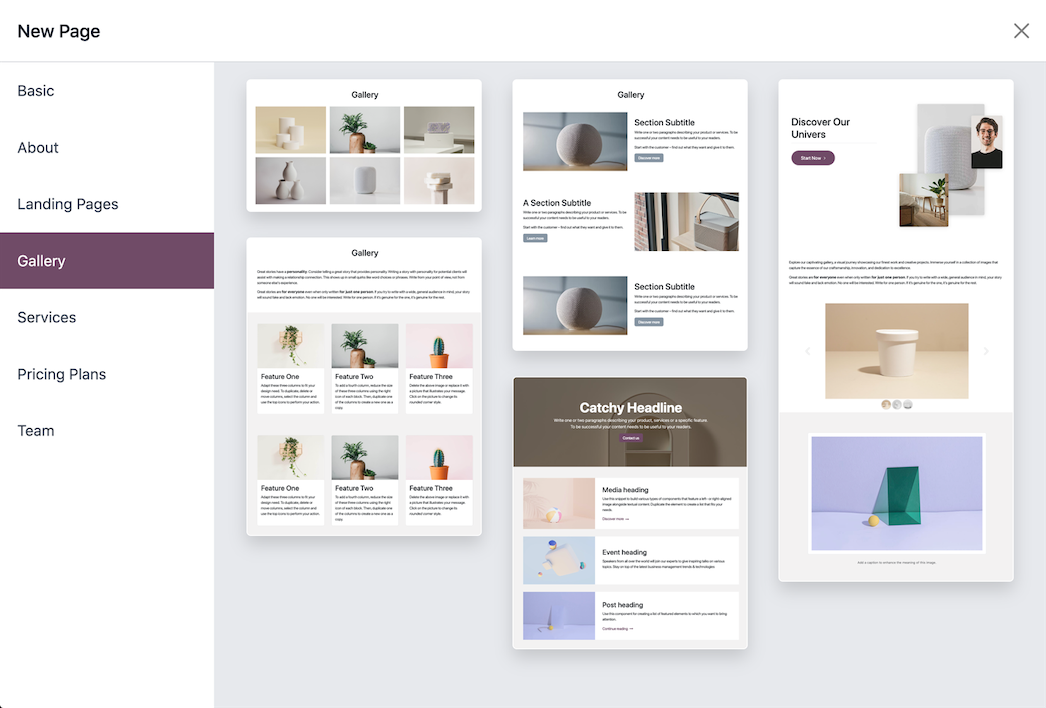 New Page
Basic
About
Landing Pages
Gallery
Services
Pricing Plans
Team
Gallery
Gallery
Great stories have a personality. Consider telling a great story that provides personality. Writing a story with personality for potential clients will
assist with making a relationship connection. This shows up in small quirks like word choices or phrases. Write from your point of view, not from
someone else's experience.
Great stories are for everyone even when only written for just one person. If you try to write with a wide, general audience in mind, your story
will sound fake and lack emotion. No one will be interested. Write for one person. If it's genuine for the one, it's genuine for the rest.
Feature One
Adapt these three columns to fit your
design need. To duplicate, delete or
move columns, select the column and
use the top icons to perform your action.
Feature Two
To add a fourth column, reduce the size
of these three columns using the right
icon of each block. Then, duplicate one
of the columns to create a new one as a
copy.
Feature Three
Delete the above image or replace it with
a picture that illustrates your message.
Click on the picture to change its
rounded corner style.
Feature One
Adapt these three columns to fit your
design need. To duplicate, delete or
move columns, select the column and
use the top icons to perform your action.
Feature Two
To add a fourth column, reduce the size
of these three columns using the right
icon of each block. Then, duplicate one
of the columns to create a new one as a
copy.
Feature Three
Delete the above image or replace it with
a picture that illustrates your message.
Click on the picture to change its
rounded corner style.
Gallery
Section Subtitle
Write one or two paragraphs describing your product or services. To be
successful your content needs to be useful to your readers.
Start with the customer – find out what they want and give it to them.
Discover more
A Section Subtitle
Write one or two paragraphs describing your product or services. To be
successful your content needs to be useful to your readers.
Start with the customer – find out what they want and give it to them.
Learn more
Section Subtitle
Write one or two paragraphs describing your product or services. To be
successful your content needs to be useful to your readers.
Start with the customer – find out what they want and give it to them.
Discover more
Catchy Headline
Write one or two paragraphs describing your product, services or a specific feature.
To be successful your content needs to be useful to your readers.
Contact us
Media heading
Use this snippet to build various types of components that feature a left- or right-aligned
image alongside textual content. Duplicate the element to create a list that fits your
needs.
Discover more →
Event heading
Speakers from all over the world will join our experts to give inspiring talks on various
topics. Stay on top of the latest business management trends & technologies
Post heading
Use this component for creating a list of featured elements to which you want to bring
attention.
Continue reading →
Discover Our
Univers
Start Now ›
Explore our captivating gallery, a visual journey showcasing our finest work and creative projects. Immerse yourself in a collection of images that
capture the essence of our craftsmanship, innovation, and dedication to excellence.
Great stories are for everyone even when only written for just one person. If you try to write with a wide, general audience in mind, your story
will sound fake and lack emotion. No one will be interested. Write for one person. If it's genuine for the one, it's genuine for the rest.
Add a caption to enhance the meaning of this image.